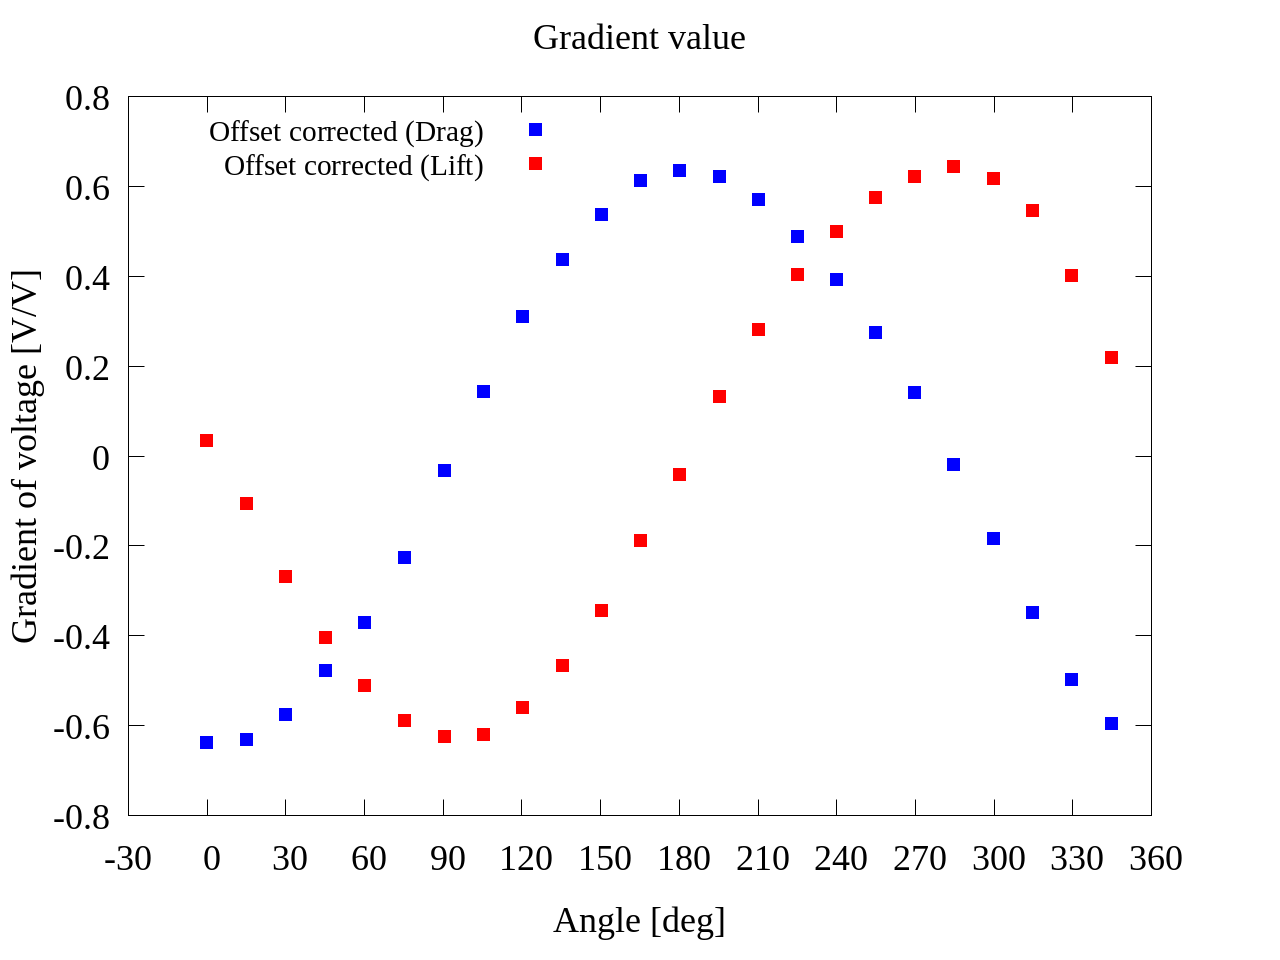 Gradient value
0.8
0.6
0.4
0.2
0
-0.2
-0.4
-0.6
-0.8
Gradient of voltage [V/V]
Offset corrected (Drag)
Offset corrected (Lift)
-30 0 30 60 90 120 150 180 210 240 270 300 330 360
Angle [deg]